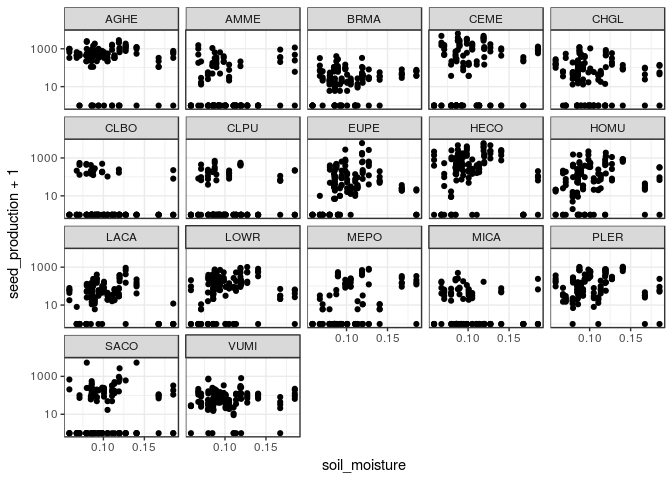 AGHE AMME BRMA CEME CHGL
1000
10
CLBO CLPU EUPE HECO HOMU
1000
10
LACA LOWR MEPO MICA PLER
1000
10
0.10 0.15 0.10 0.15 0.10 0.15
SACO VUMI
1000
10
0.10 0.15 0.10 0.15
soil_moisture
seed_production + 1